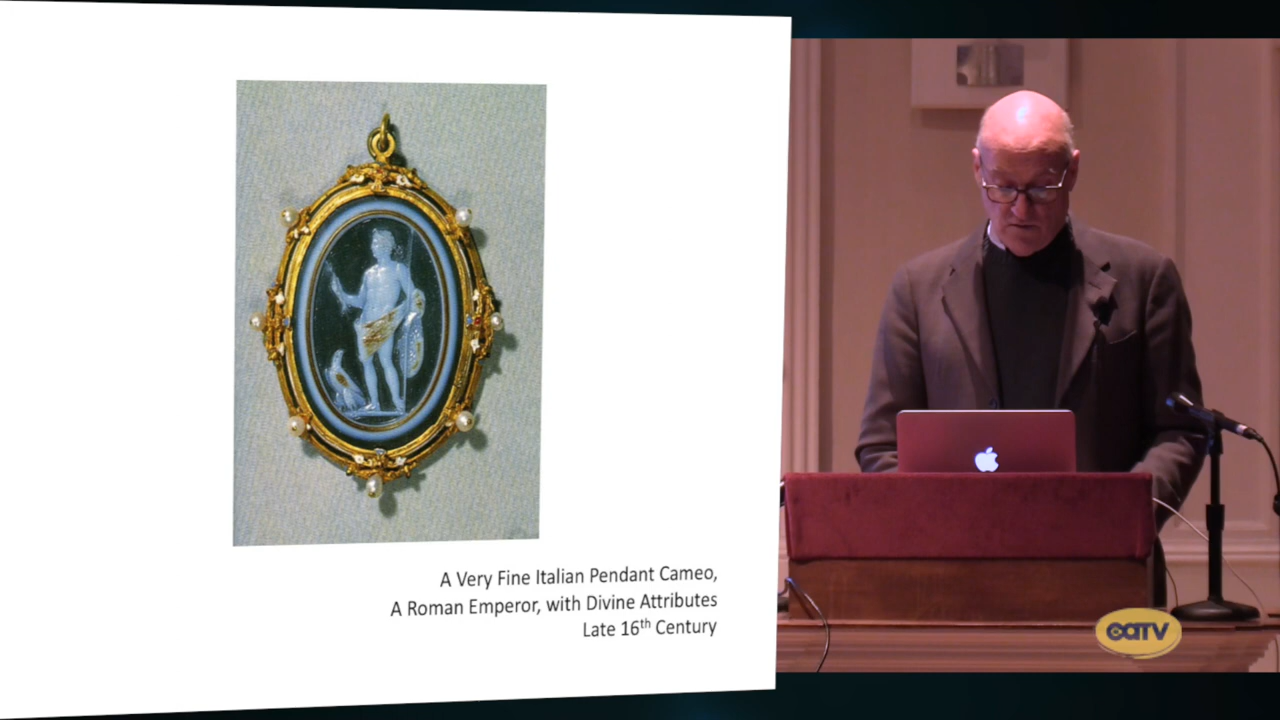 A Very Fine Italian Pendant Cameo,
A Roman Emperor, with Divine Attributes
Late 16th Century
CATV